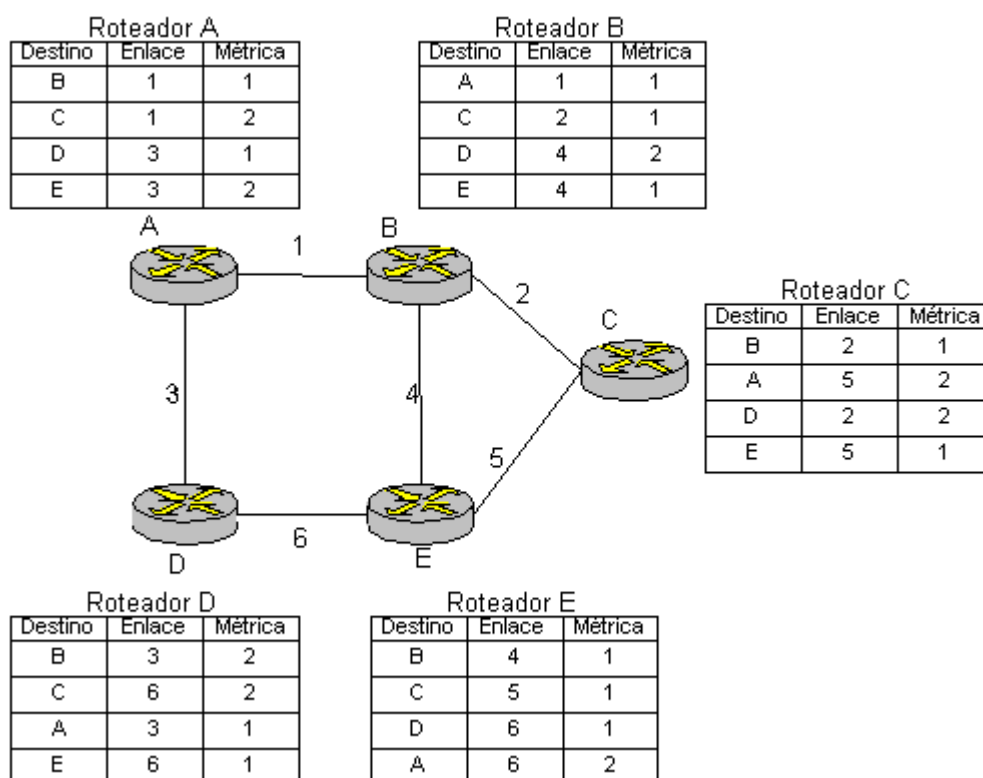 Roteador A
Destino Enlace Métrica
B 1 1
C 1 2
D 3 1
E 3 2
Roteador B
Destino Enlace Métrica
A 1 1
C 2 1
D 4 2
E 4 1
A
B
1
2
C
3
4
5
6
D
E
Roteador C
Destino Enlace Métrica
B 2 1
A 5 2
D 2 2
E 5 1
Roteador D
Destino Enlace Métrica
B 3 2
C 6 2
A 3 1
E 6 1
Roteador E
Destino Enlace Métrica
B 4 1
C 5 1
D 6 1
A 6 2